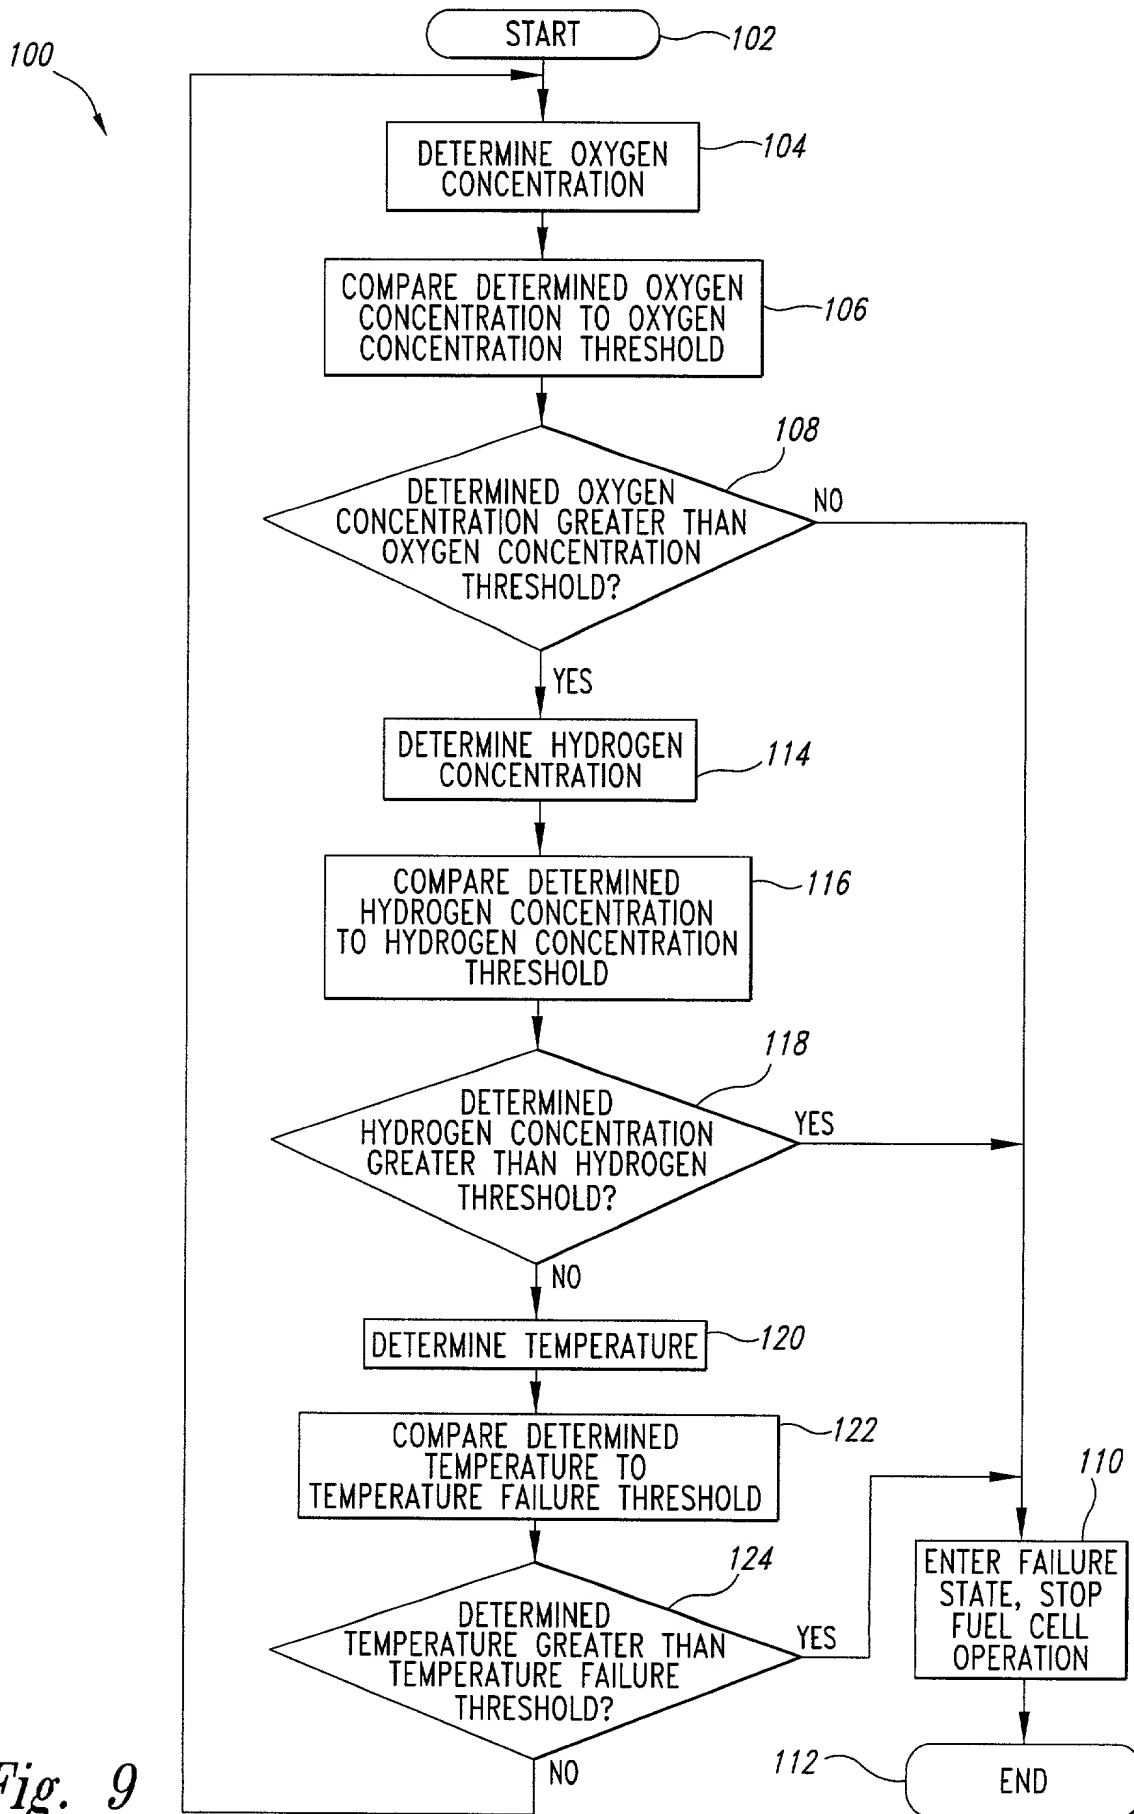 100
START
102
DETERMINE OXYGEN
CONCENTRATION
104
COMPARE DETERMINED OXYGEN
CONCENTRATION TO OXYGEN
CONCENTRATION THRESHOLD
106
108
DETERMINED OXYGEN
CONCENTRATION GREATER THAN
OXYGEN CONCENTRATION
THRESHOLD?
NO
YES
DETERMINE HYDROGEN
CONCENTRATION
114
COMPARE DETERMINED
HYDROGEN CONCENTRATION
TO HYDROGEN CONCENTRATION
THRESHOLD
116
118
DETERMINED
HYDROGEN CONCENTRATION
GREATER THAN HYDROGEN
THRESHOLD?
YES
NO
DETERMINE TEMPERATURE
120
COMPARE DETERMINED
TEMPERATURE TO
TEMPERATURE FAILURE THRESHOLD
122
124
DETERMINED
TEMPERATURE GREATER THAN
TEMPERATURE FAILURE
THRESHOLD?
YES
NO
110
ENTER FAILURE
STATE, STOP
FUEL CELL
OPERATION
112
END
Fig. 9